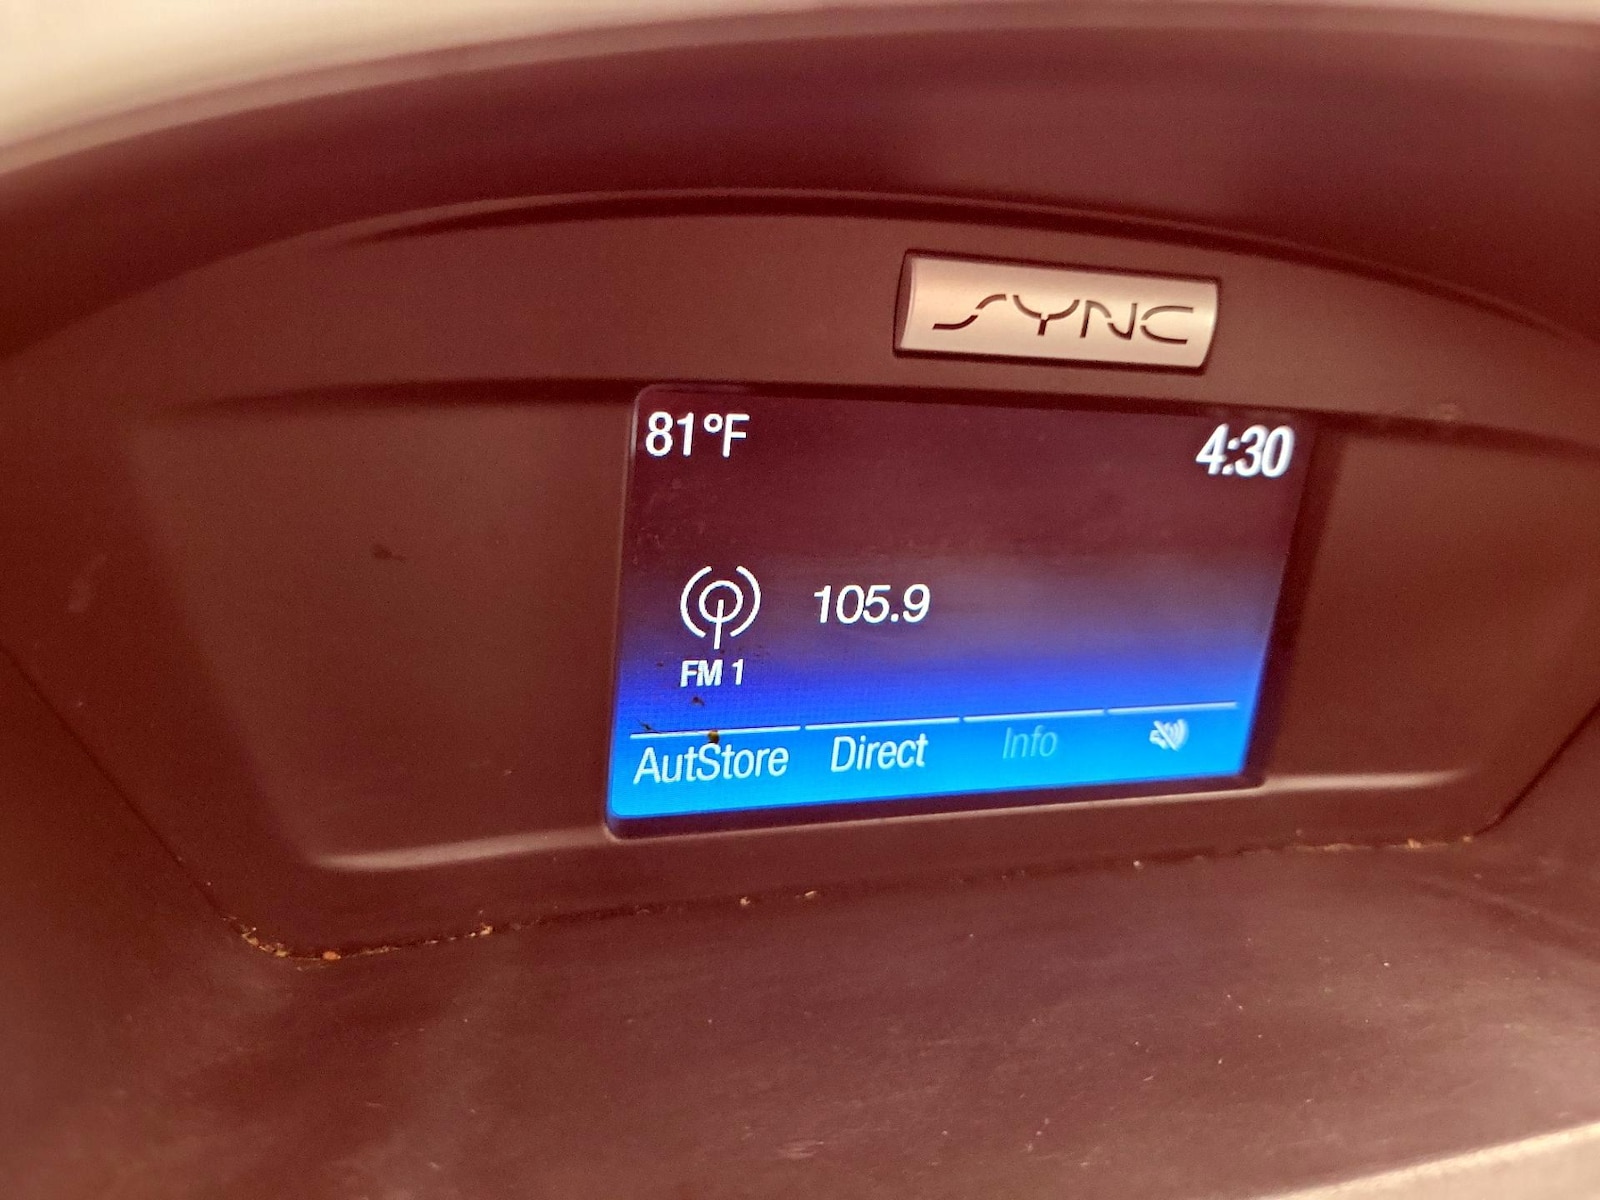 SYNC
81°F 4:30
105.9
FM 1
AutStore Direct Info